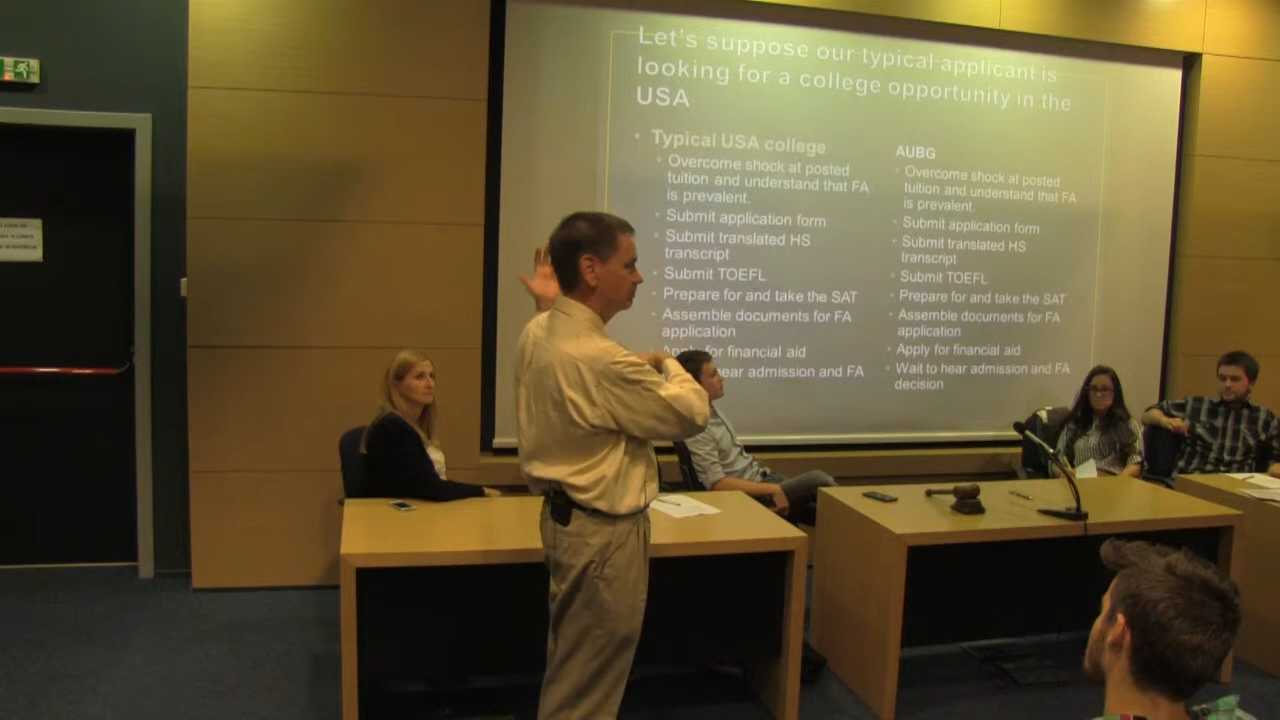 Let's suppose our typical applicant is
looking for a college opportunity in the
USA
• Typical USA college
• Overcome shock at posted
tuition and understand that FA
is prevalent.
• Submit application form
• Submit translated HS
transcript
• Submit TOEFL
• Prepare for and take the SAT
• Assemble documents for FA
application
for financial aid
hear admission and FA
AUBG
• Overcome shock at posted
tuition and understand that FA
is prevalent.
• Submit application form
• Submit translated HS
transcript
• Submit TOEFL
• Prepare for and take the SAT
• Assemble documents for FA
application
• Apply for financial aid
• Wait to hear admission and FA
decision